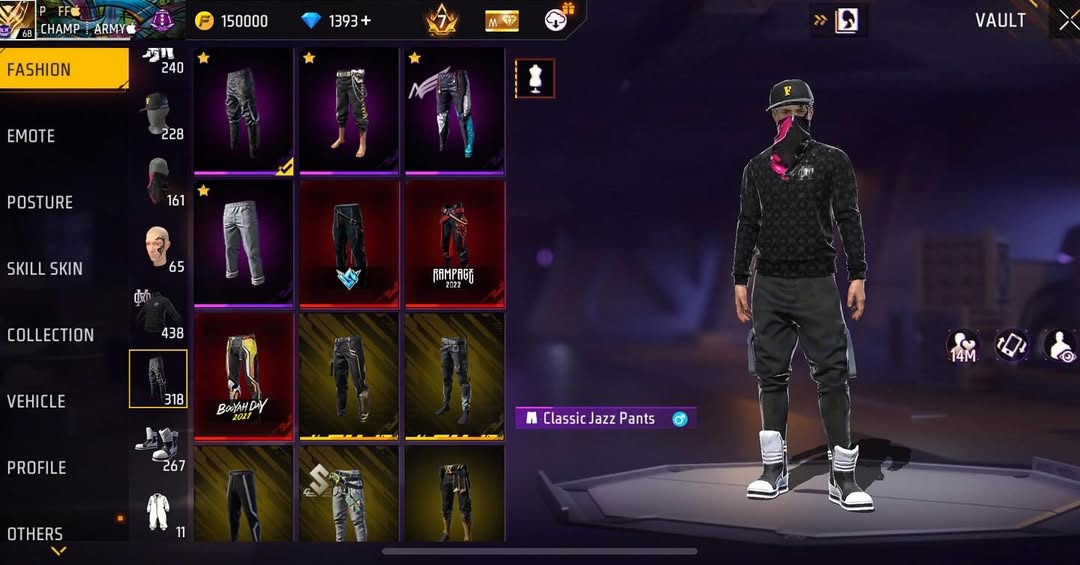 P FF
CHAMP ARMY
68
150000
1393+
7
M
VAULT
FASHION
EMOTE
POSTURE
SKILL SKIN
COLLECTION
VEHICLE
PROFILE
OTHERS
240
228
161
65
438
318
267
11
RAMPAGE
2022
BOOYAH DAY
2021
F
Classic Jazz Pants
14M